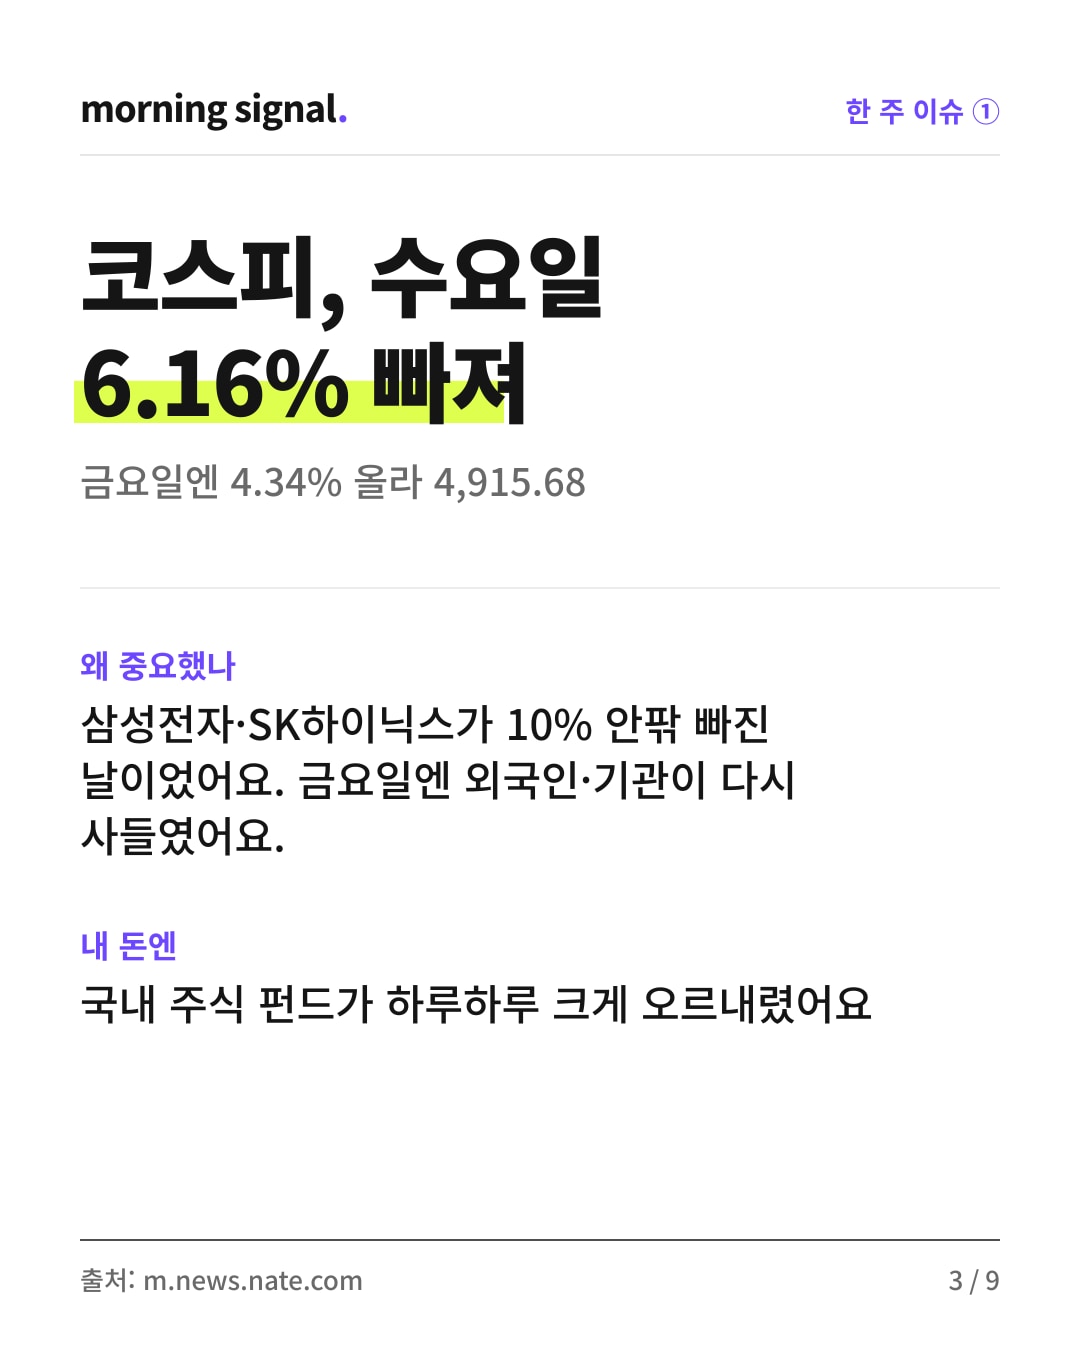 morning signal.
한 주 이슈 ①
코스피, 수요일
6.16% 빠져
금요일엔 4.34% 올라 4,915.68
왜 중요했나
삼성전자·SK하이닉스가 10% 안팎 빠진
날이었어요. 금요일엔 외국인·기관이 다시
사들였어요.
내 돈엔
국내 주식 펀드가 하루하루 크게 오르내렸어요
출처: m.news.nate.com
3 / 9